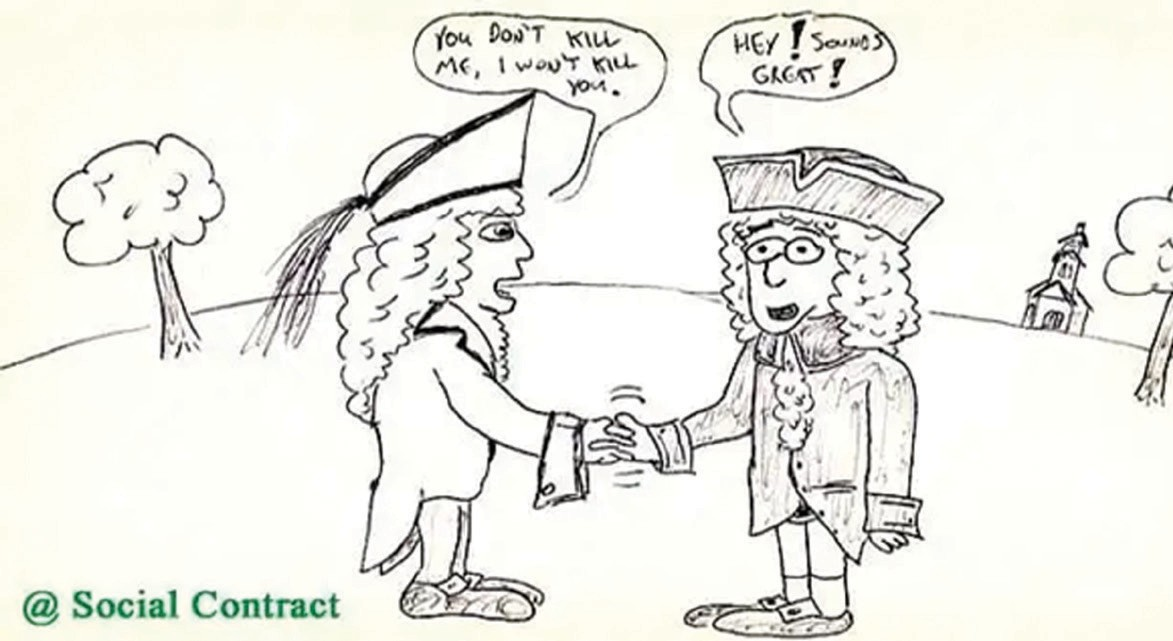 YOU DON'T KILL
ME, I WON'T KILL
YOU.
HEY! SOUNDS
GREAT!
@ Social Contract